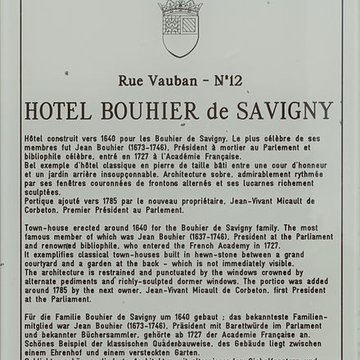 Rue Vauban - N°12
HOTEL BOUHIER de SAVIGNY
Hôtel construit vers 1640 pour les Bouhier de Savigny. Le plus célèbre de ses
membres fut Jean Bouhier (1673-1746), Président à mortier au Parlement et
bibliophile célèbre, entré en 1727 à l'Académie Française.
Bel exemple d'hôtel classique en pierre de taille bâti entre une cour d'honneur
et un jardin arrière insoupçonnable. Architecture sobre, admirablement rythmée
par ses fenêtres couronnées de frontons alternés et ses lucarnes richement
sculptées.
Portique ajouté vers 1785 par le nouveau propriétaire, Jean-Vivant Micault de
Corbeton, Premier Président au Parlement.
Town-house erected around 1640 for the Bouhier de Savigny family. The most
famous member of which was Jean Bouhier (1637-1746), President at the Parliament
and renowned bibliophile, who entered the French Academy in 1727.
It exemplifies classical town-houses built in hewn-stone between a grand
courtyard and a garden at the back - which is not immediately visible.
The architecture is restrained and punctuated by the windows crowned by
alternate pediments and richly-sculpted dormer windows. The portico was added
around 1785 by the next owner, Jean-Vivant Micault de Corbeton, first President
at the Parliament.
Für die Familie Bouhier de Savigny um 1640 gebaut ; das bekannteste Familien-
mitglied war Jean Bouhier (1673-1746), Präsident mit Barettwürde im Parlament
und bekannter Büchersammler, gehörte ab 1727 der Académie Française an.
Schönes Beispiel der klassischen Quaderbauweise, das Gebäude liegt zwischen
einem Ehrenhof und einem versteckten Garten.